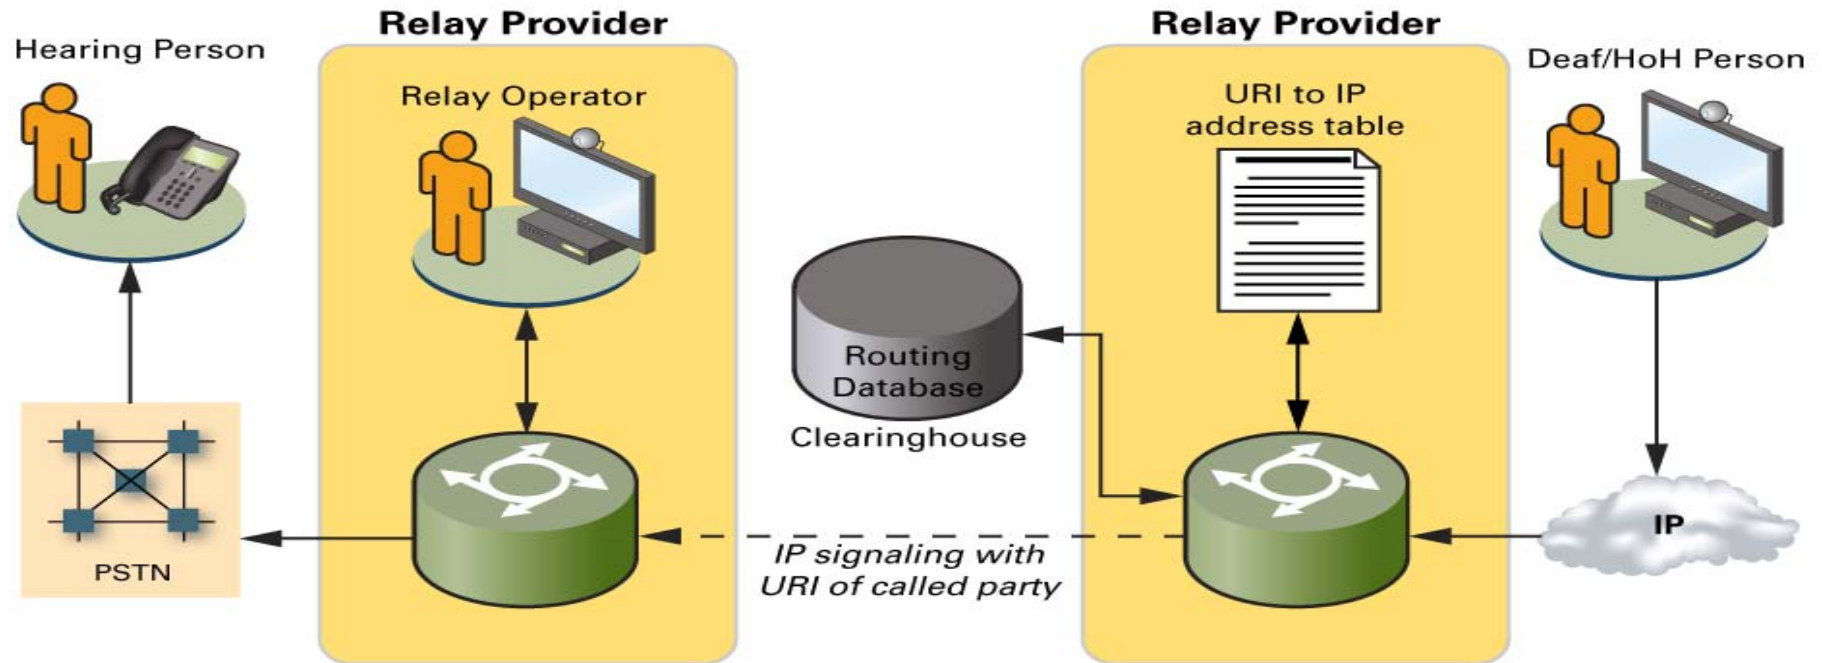 Relay Provider
Hearing Person
Relay Operator
PSTN
Routing
Database
Clearinghouse
IP signaling with
URI of called party
Relay Provider
URI to IP
address table
Deaf/HoH Person
IP